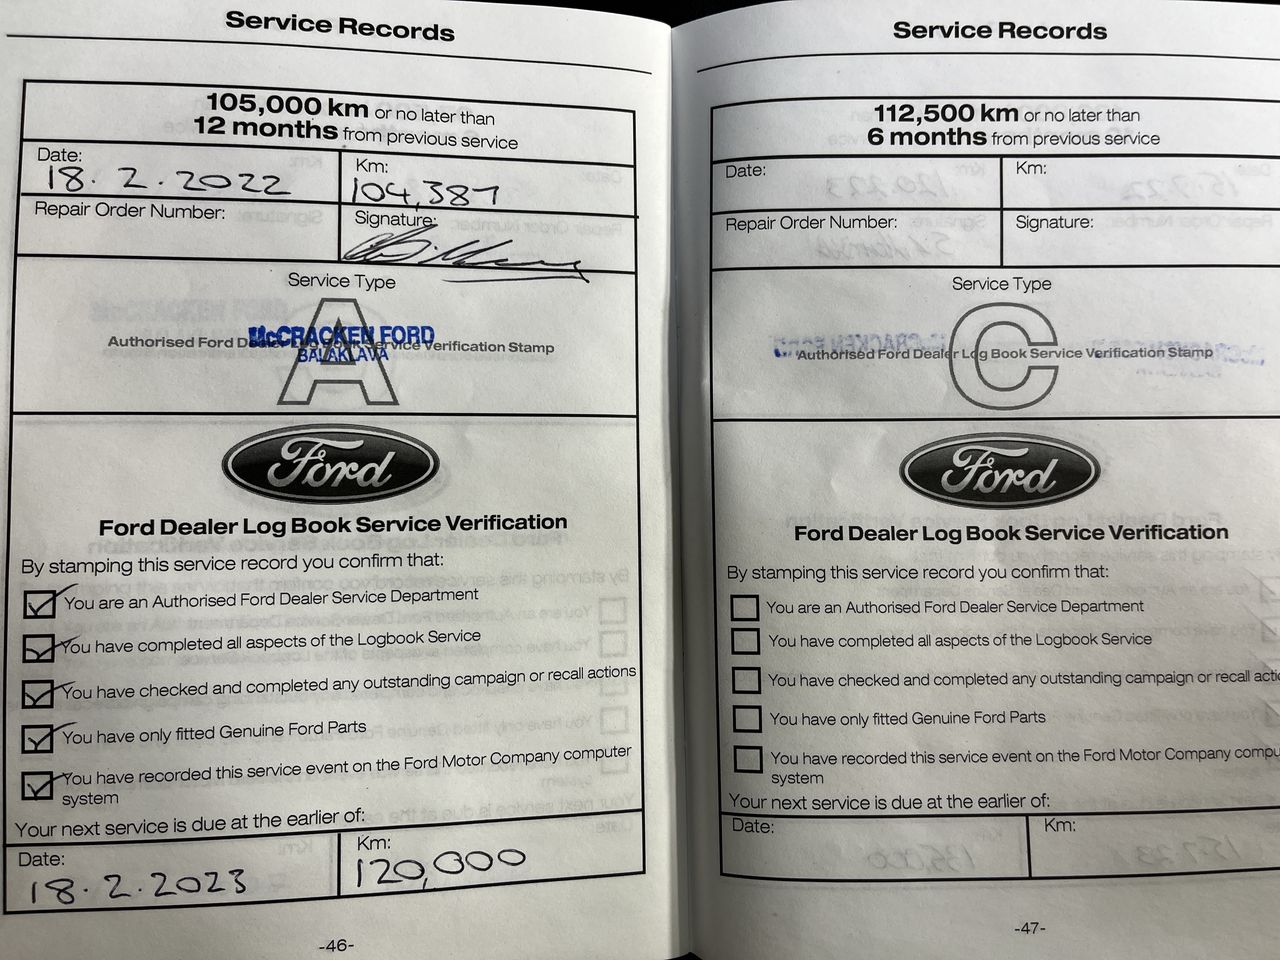 Service Records
105,000 km or no later than
12 months from previous service
Date:
18.2.2022
Km:
104,387
Repair Order Number:
Signature:
Service Type
A
Authorised Ford Dealer Log Book Service Verification Stamp
McCRACKEN FORD
BALAKLAVA
Ford
Ford Dealer Log Book Service Verification
By stamping this service record you confirm that:
You are an Authorised Ford Dealer Service Department
You have completed all aspects of the Logbook Service
You have checked and completed any outstanding campaign or recall actions
You have only fitted Genuine Ford Parts
You have recorded this service event on the Ford Motor Company computer
system
Your next service is due at the earlier of:
Date:
18.2.2023
Km:
120,000
-46-
Service Records
112,500 km or no later than
6 months from previous service
Date:
Km:
Repair Order Number:
Signature:
Service Type
C
Authorised Ford Dealer Log Book Service Verification Stamp
Ford
Ford Dealer Log Book Service Verification
By stamping this service record you confirm that:
You are an Authorised Ford Dealer Service Department
You have completed all aspects of the Logbook Service
You have checked and completed any outstanding campaign or recall actio
You have only fitted Genuine Ford Parts
You have recorded this service event on the Ford Motor Company compu
system
Your next service is due at the earlier of:
Date:
Km:
-47-